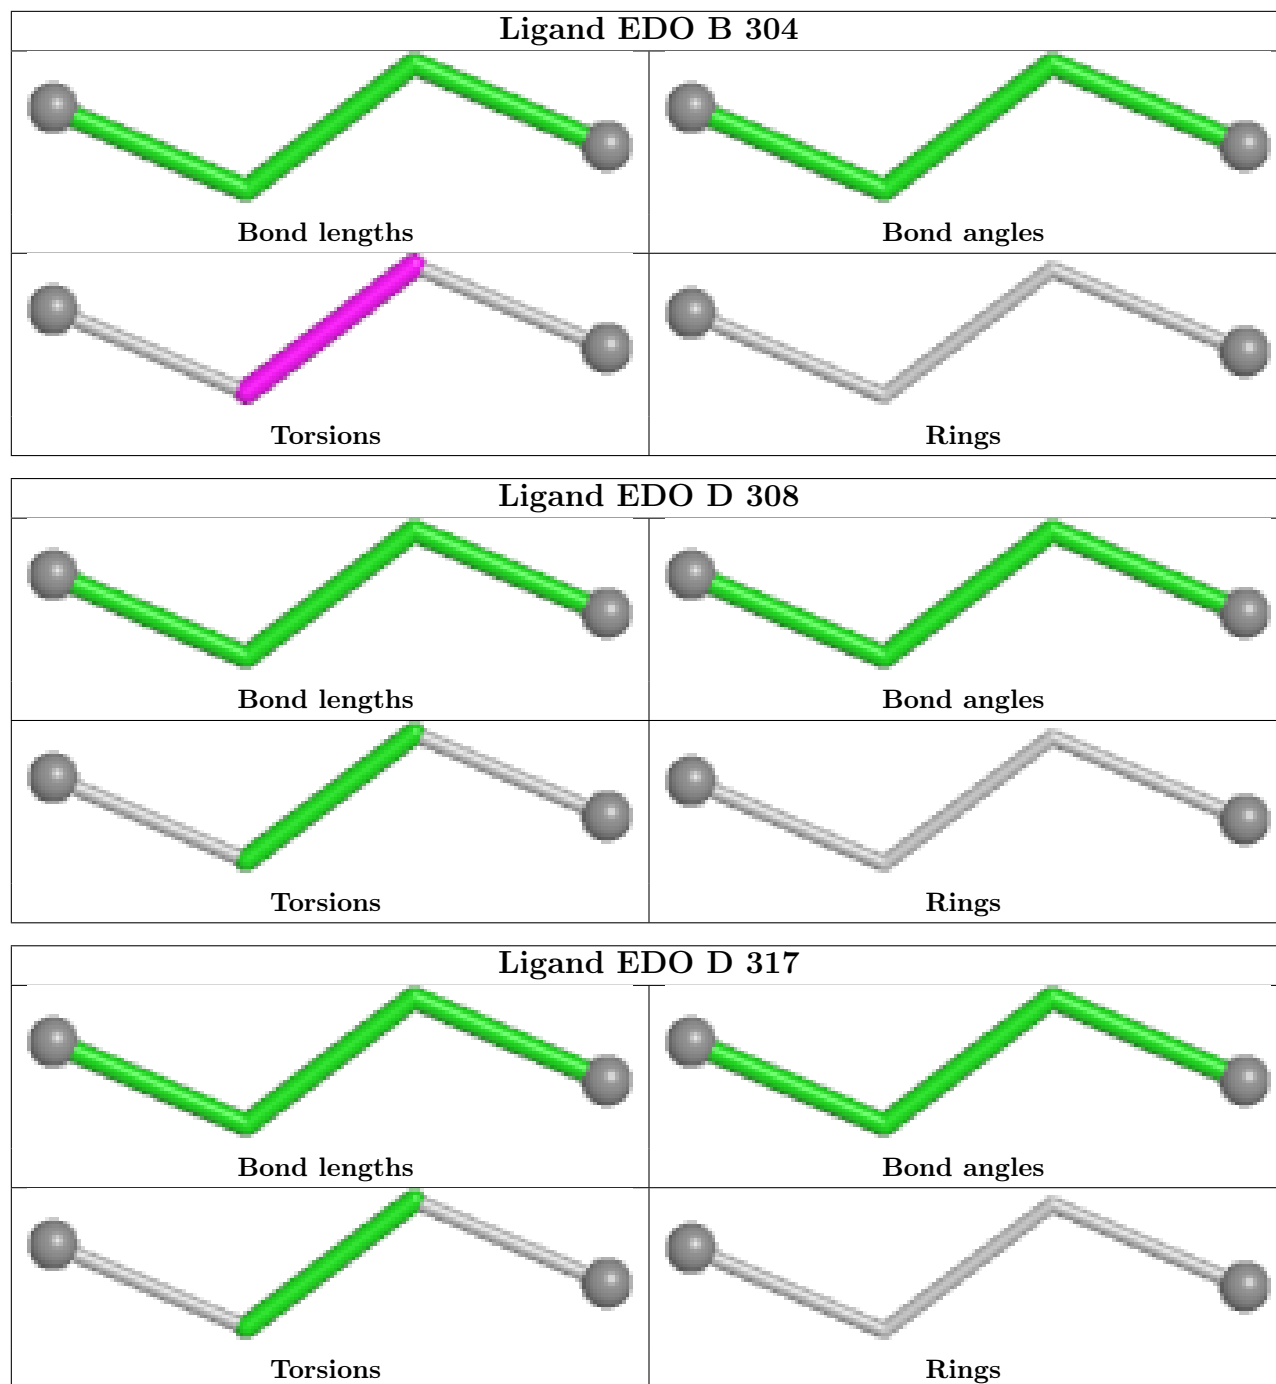 Ligand EDO B 304
Bond lengths
Bond angles
Torsions
Rings
Ligand EDO D 308
Bond lengths
Bond angles
Torsions
Rings
Ligand EDO D 317
Bond lengths
Bond angles
Torsions
Rings